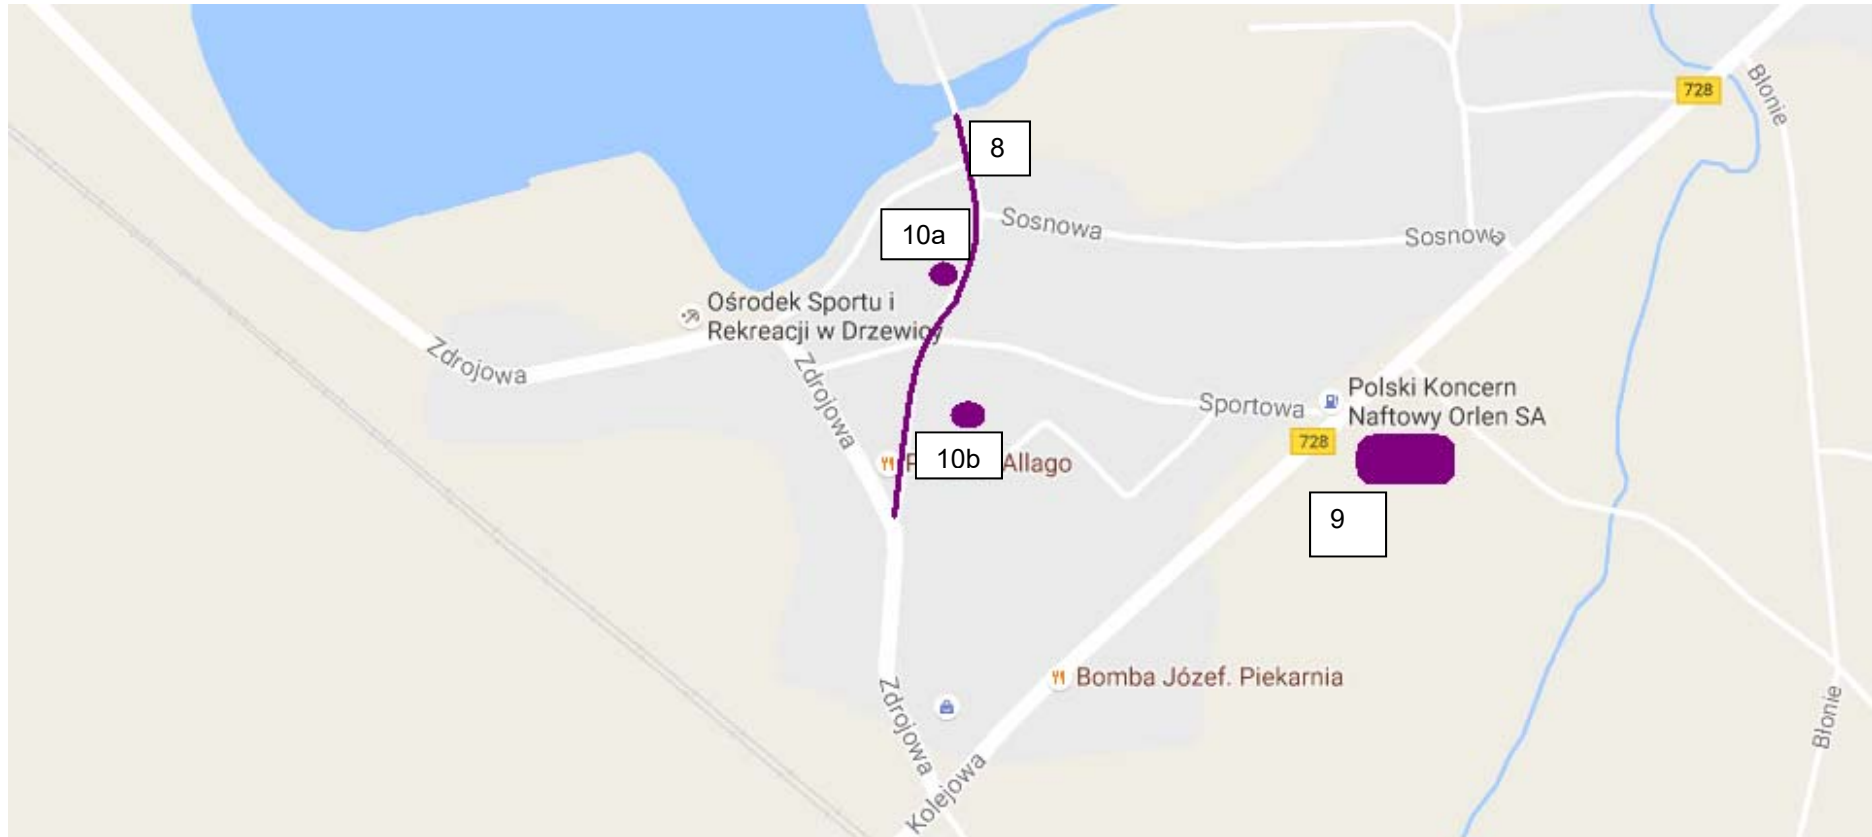 728
Błonie
8
10a
Sosnowa
Sosnowa
Ośrodek Sportu i
Rekreacji w Drzewicy
Zdrojowa
Zdrojowa
Sportowa
Polski Koncern
Naftowy Orlen SA
728
10b
Allago
9
Bomba Józef. Piekarnia
Zdrojowa
Kolejowa
Błonie